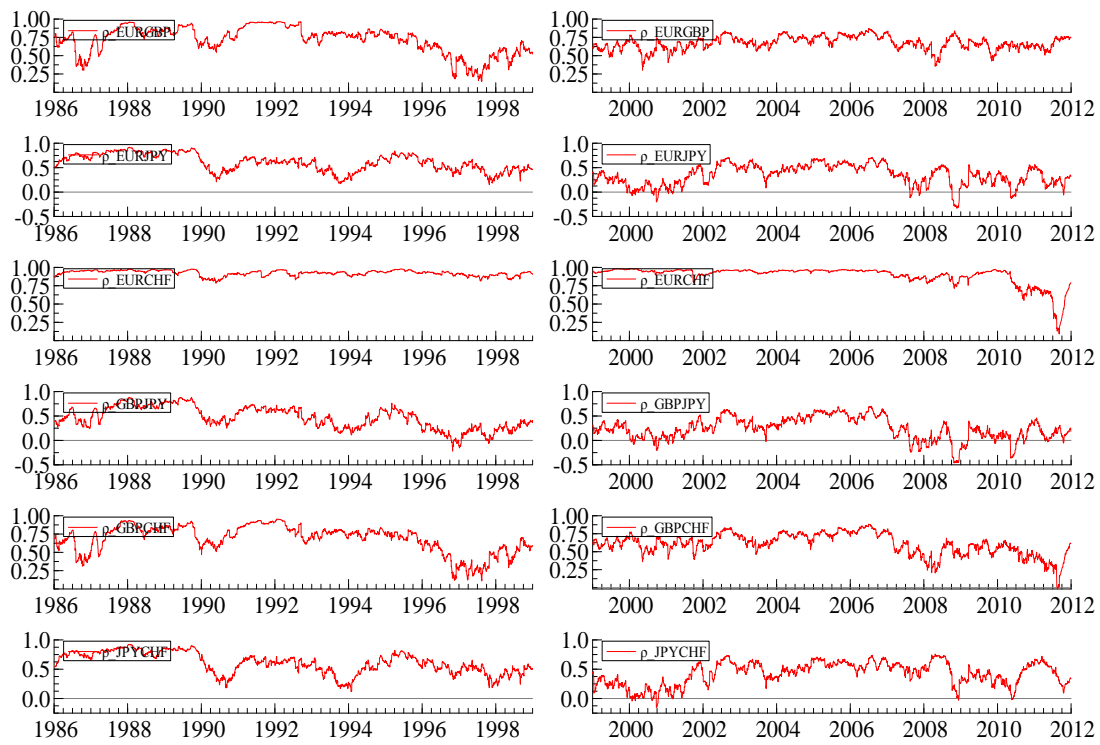 1.00 ρ_EURGBP
0.75
0.50
0.25
1986 1988 1990 1992 1994 1996 1998
1.00 ρ_EURGBP
0.75
0.50
0.25
2000 2002 2004 2006 2008 2010 2012
1.0 ρ_EURJPY
0.5
0.0
-0.5
1986 1988 1990 1992 1994 1996 1998
1.0 ρ_EURJPY
0.5
0.0
-0.5
2000 2002 2004 2006 2008 2010 2012
1.00 ρ_EURCHF
0.75
0.50
0.25
1986 1988 1990 1992 1994 1996 1998
1.00 ρ_EURCHF
0.75
0.50
0.25
2000 2002 2004 2006 2008 2010 2012
1.0 ρ_GBPJPY
0.5
0.0
-0.5
1986 1988 1990 1992 1994 1996 1998
1.0 ρ_GBPJPY
0.5
0.0
-0.5
2000 2002 2004 2006 2008 2010 2012
1.00 ρ_GBPCHF
0.75
0.50
0.25
1986 1988 1990 1992 1994 1996 1998
1.00 ρ_GBPCHF
0.75
0.50
0.25
2000 2002 2004 2006 2008 2010 2012
1.0 ρ_JPYCHF
0.5
0.0
1986 1988 1990 1992 1994 1996 1998
1.0 ρ_JPYCHF
0.5
0.0
2000 2002 2004 2006 2008 2010 2012